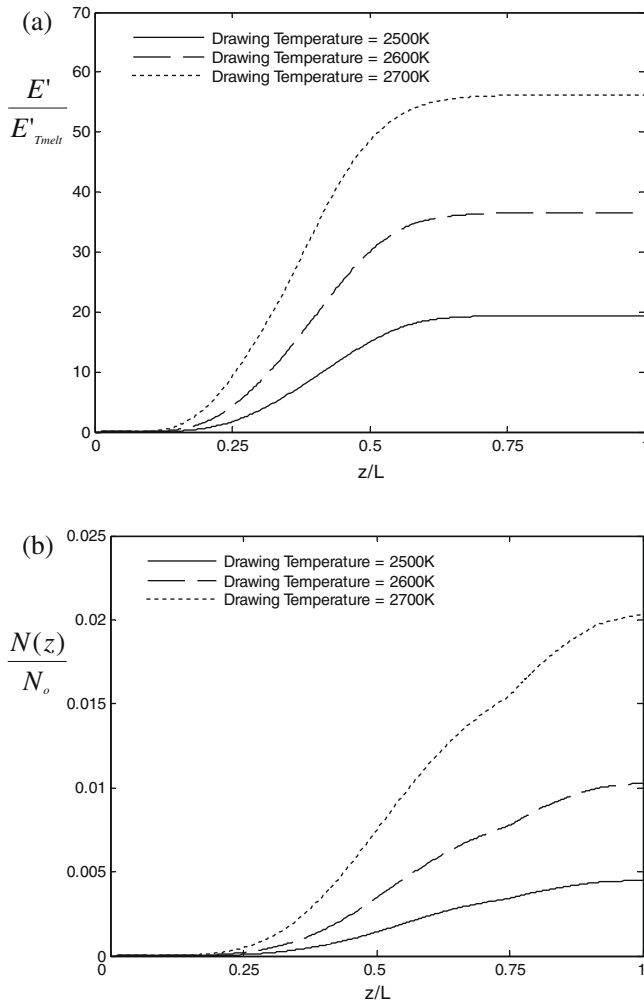 (a)
70
60
50
40
30
20
10
0
E'
E'Tmelt
Drawing Temperature = 2500K
Drawing Temperature = 2600K
Drawing Temperature = 2700K
0 0.25 0.5 0.75 1
z/L
(b)
0.025
0.02
0.015
0.01
0.005
0
N(z)
No
Drawing Temperature = 2500K
Drawing Temperature = 2600K
Drawing Temperature = 2700K
0 0.25 0.5 0.75 1
z/L